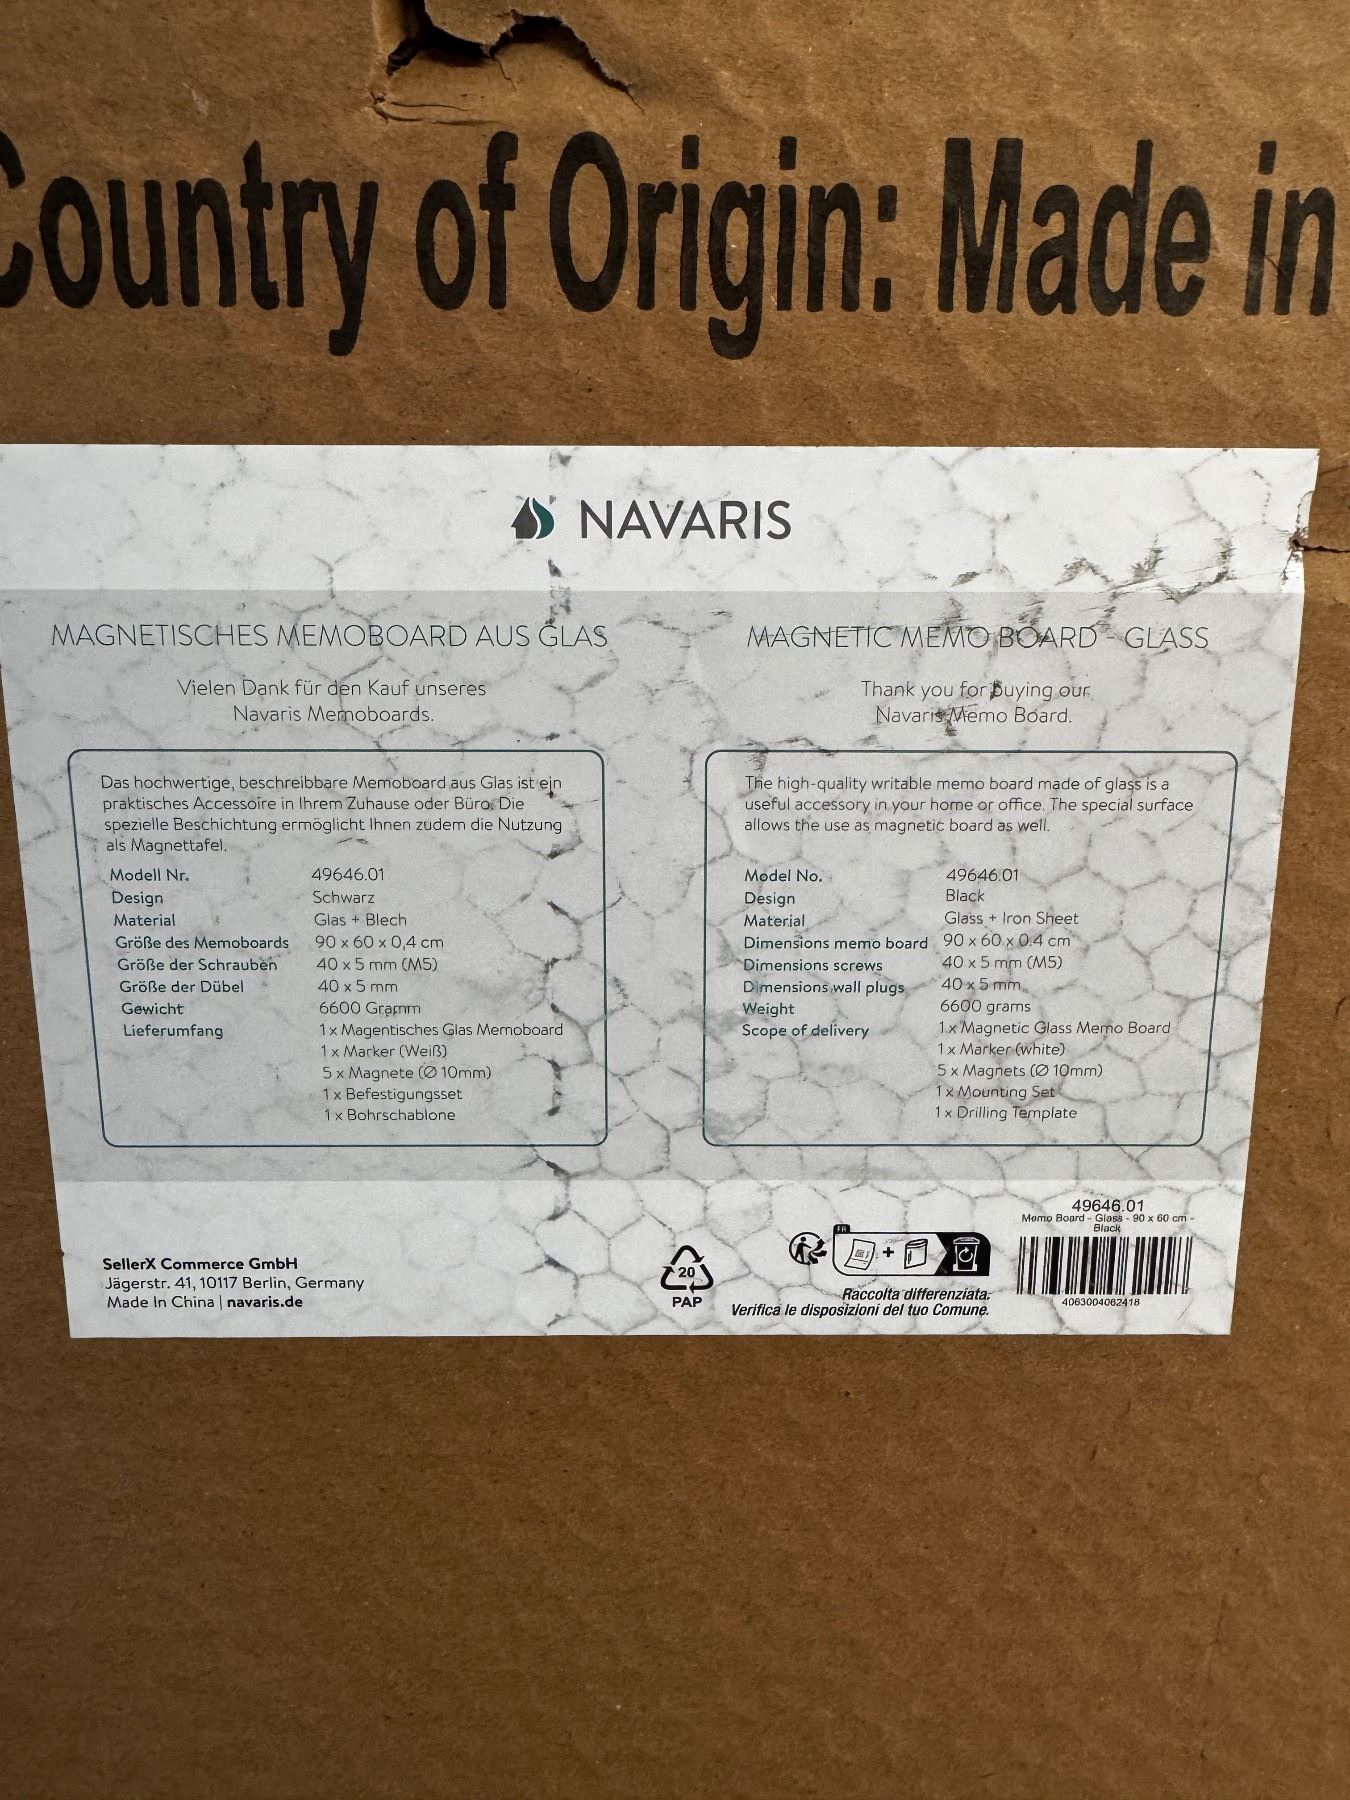 Country of Origin: Made in
NAVARIS
MAGNETISCHES MEMOBOARD AUS GLAS
Vielen Dank für den Kauf unseres
Navaris Memoboards.
Das hochwertige, beschreibbare Memoboard aus Glas ist ein
praktisches Accessoire in Ihrem Zuhause oder Büro. Die
spezielle Beschichtung ermöglicht Ihnen zudem die Nutzung
als Magnettafel.
Modell Nr. 49646.01
Design Schwarz
Material Glas + Blech
Größe des Memoboards 90 x 60 x 0,4 cm
Größe der Schrauben 40 x 5 mm (M5)
Größe der Dübel 40 x 5 mm
Gewicht 6600 Gramm
Lieferumfang 1 x Magentisches Glas Memoboard
1 x Marker (Weiß)
5 x Magnete (Ø 10mm)
1 x Befestigungsset
1 x Bohrschablone
MAGNETIC MEMO BOARD - GLASS
Thank you for buying our
Navaris Memo Board.
The high-quality writable memo board made of glass is a
useful accessory in your home or office. The special surface
allows the use as magnetic board as well.
Model No. 49646.01
Design Black
Material Glass + Iron Sheet
Dimensions memo board 90 x 60 x 0.4 cm
Dimensions screws 40 x 5 mm (M5)
Dimensions wall plugs 40 x 5 mm
Weight 6600 grams
Scope of delivery 1 x Magnetic Glass Memo Board
1 x Marker (white)
5 x Magnets (Ø 10mm)
1 x Mounting Set
1 x Drilling Template
SellerX Commerce GmbH
Jägerstr. 41, 10117 Berlin, Germany
Made In China | navaris.de
20
PAP
FR
+
Raccolta differenziata.
Verifica le disposizioni del tuo Comune.
49646.01
Memo Board - Glass - 90 x 60 cm -
Black
4063004062418